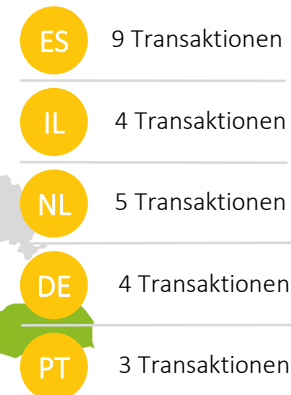 ES 9 Transaktionen
IL 4 Transaktionen
NL 5 Transaktionen
DE 4 Transaktionen
PT 3 Transaktionen